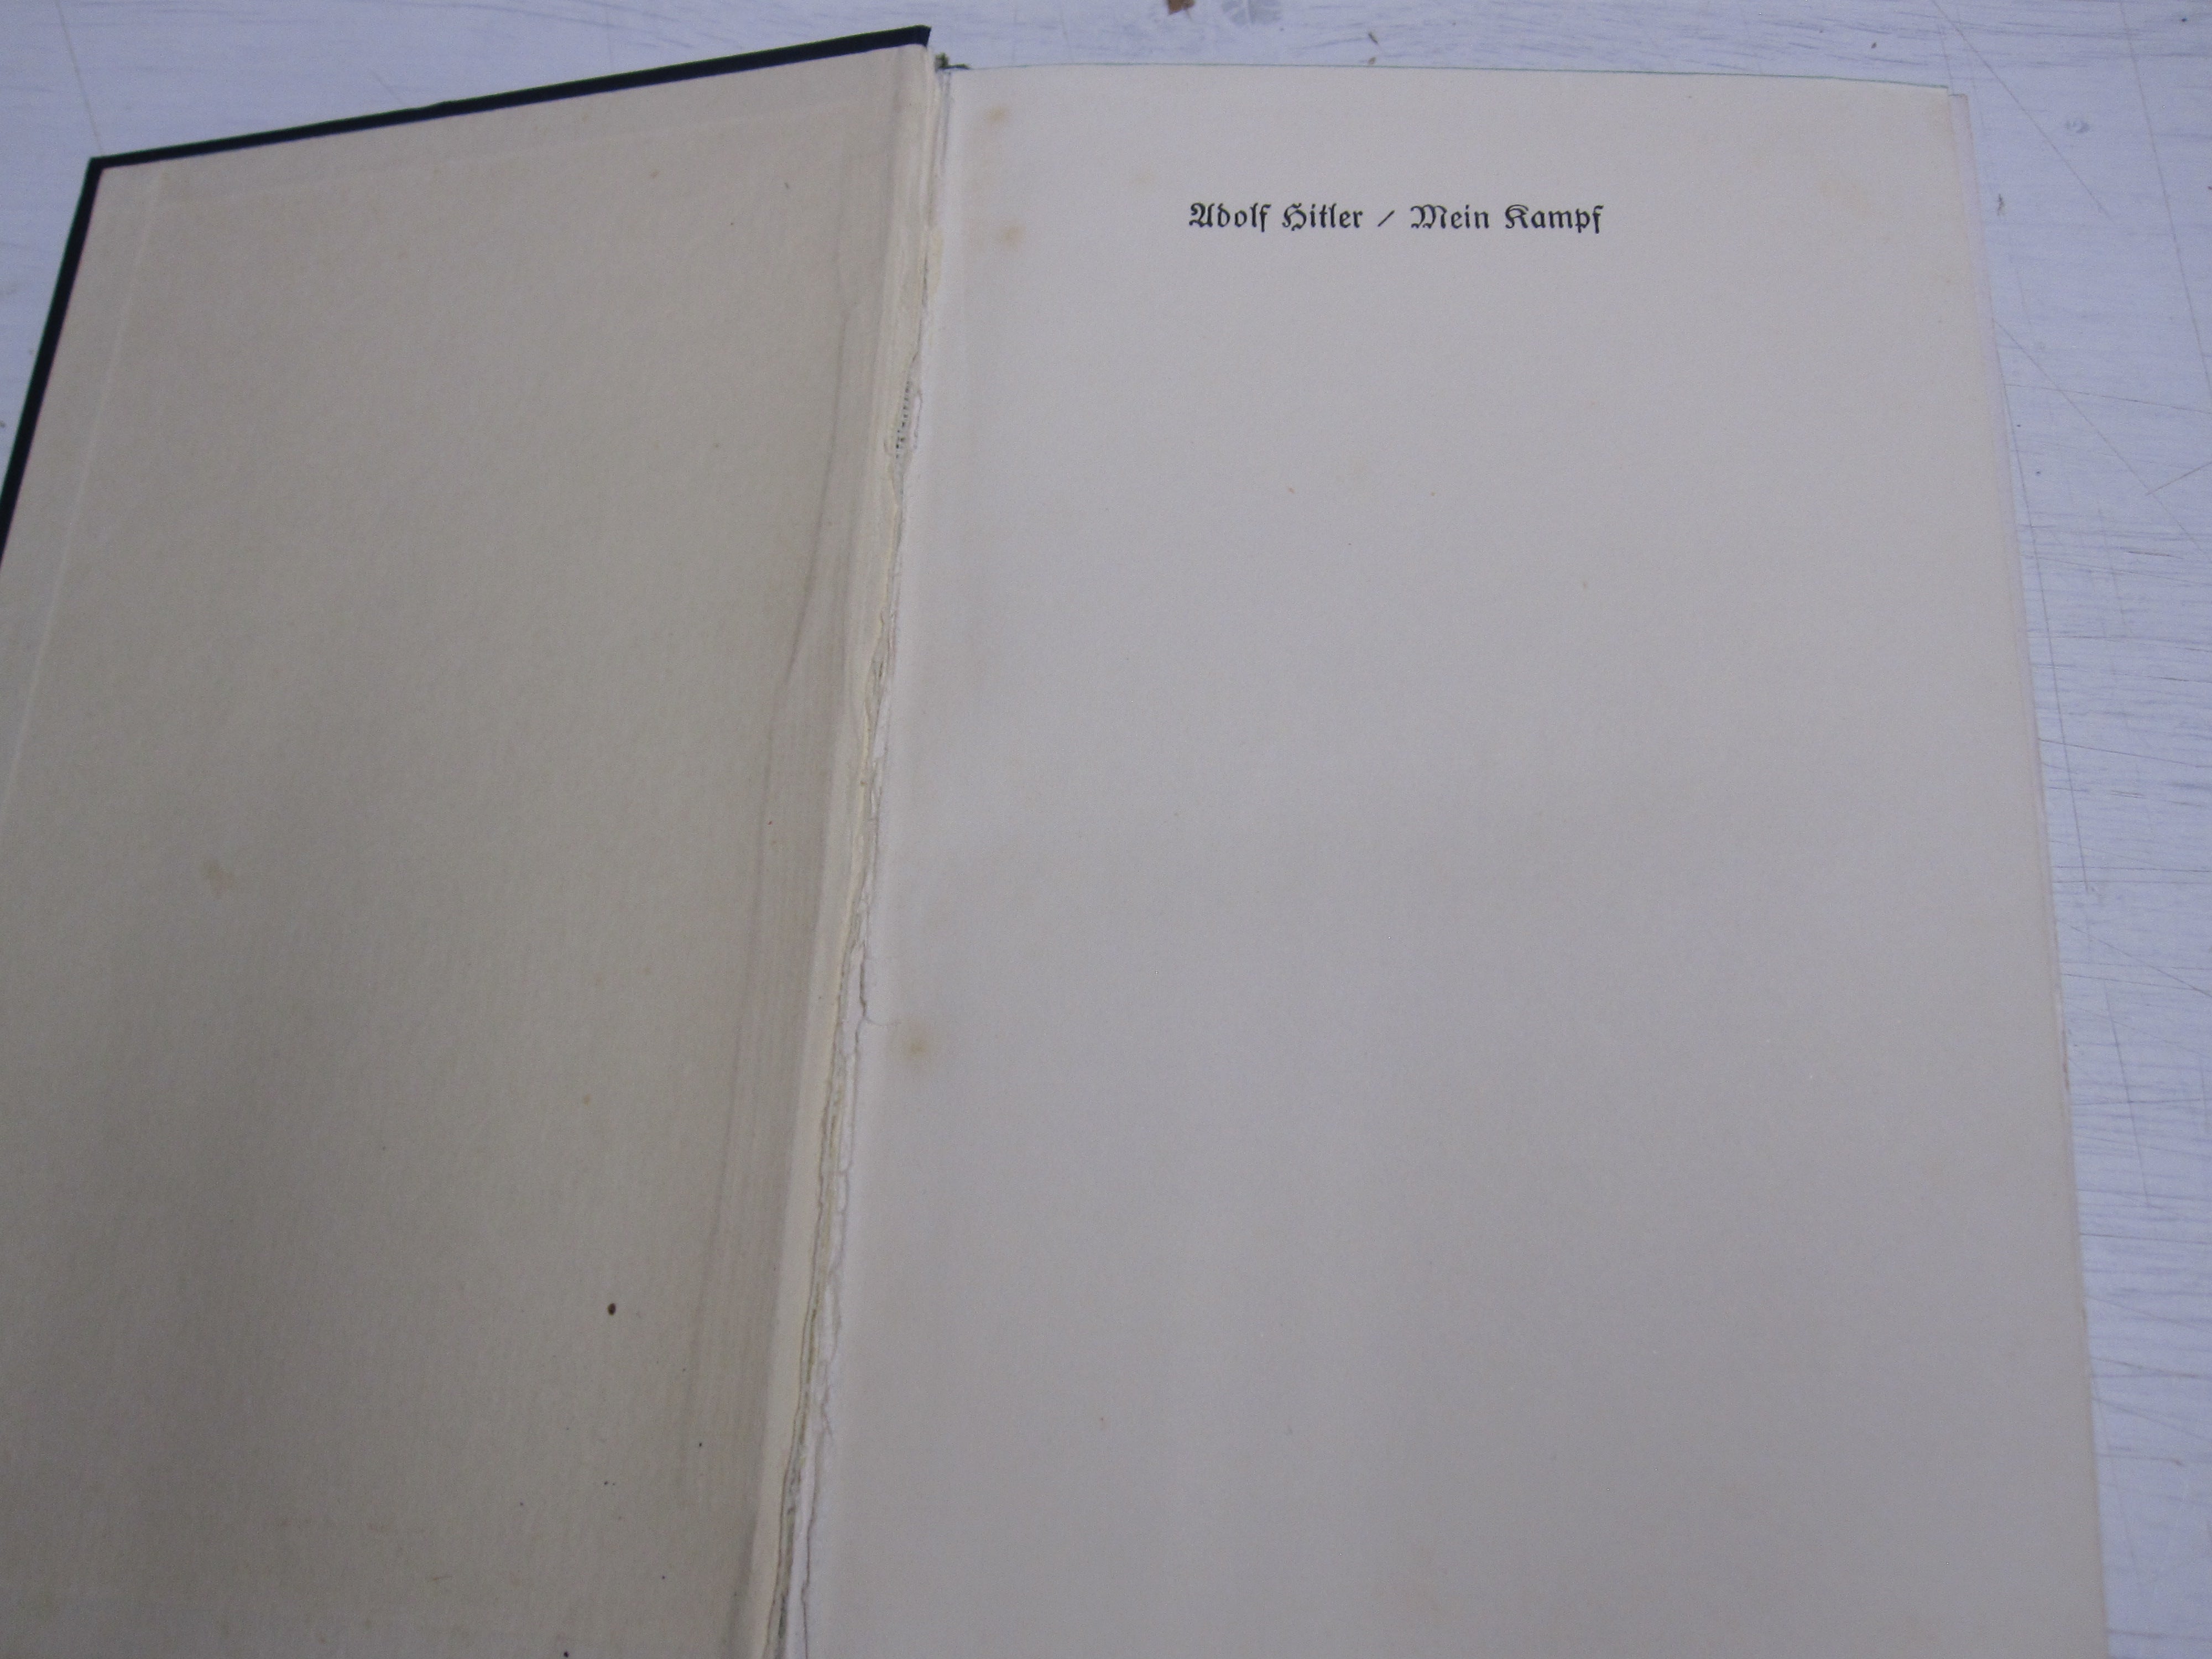 Adolf Hitler / Mein Kampf